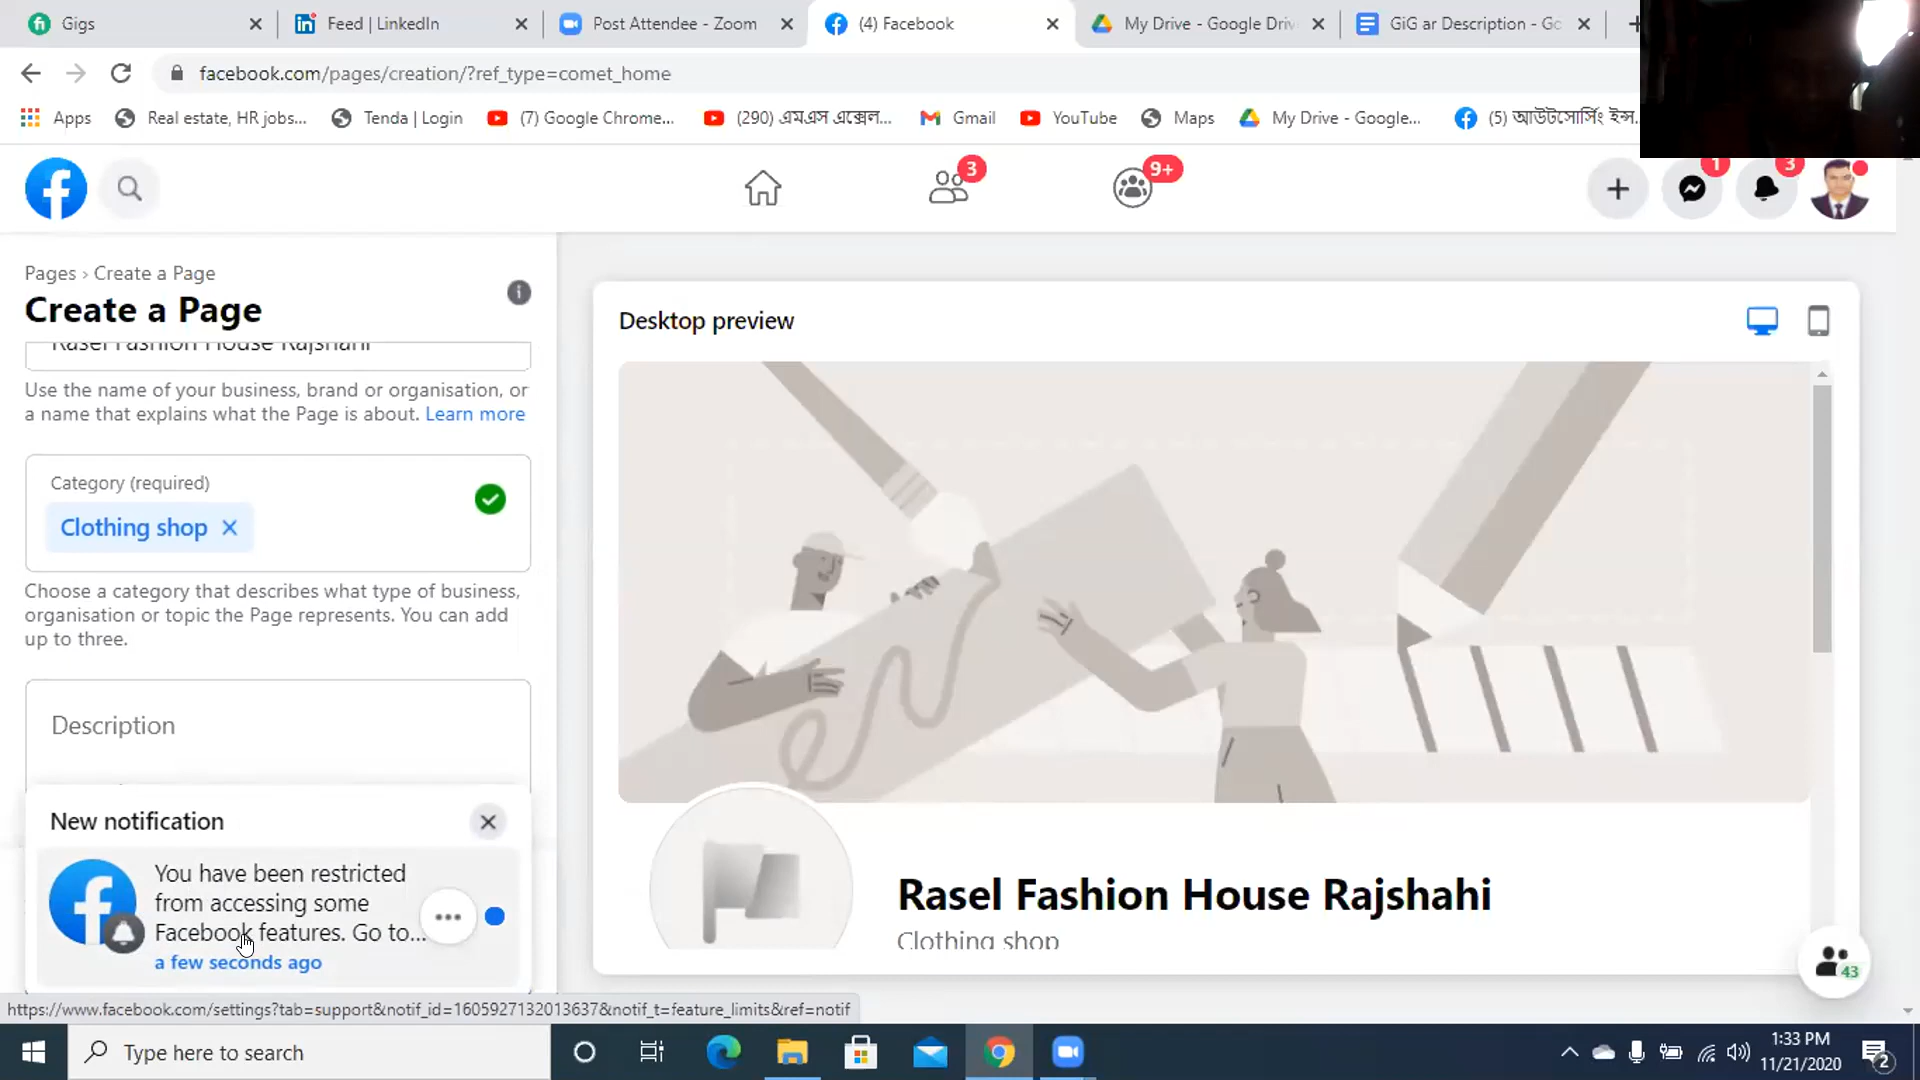 Gigs
Feed | LinkedIn
Post Attendee - Zoom
(4) Facebook
My Drive - Google Driv
GiG ar Description - Go
facebook.com/pages/creation/?ref_type=comet_home
Apps
Real estate, HR jobs...
Tenda | Login
(7) Google Chrome...
(290) এমএস এক্সেল...
Gmail
YouTube
Maps
My Drive - Google...
(5) আউটসোর্সিং ইন্স...
3
9+
1
3
Pages › Create a Page
Create a Page
Rasel Fashion House Rajshahi
Use the name of your business, brand or organisation, or
a name that explains what the Page is about. Learn more
Category (required)
Clothing shop
Choose a category that describes what type of business,
organisation or topic the Page represents. You can add
up to three.
Description
New notification
You have been restricted
from accessing some
Facebook features. Go to...
a few seconds ago
Desktop preview
Rasel Fashion House Rajshahi
Clothing shop
43
https://www.facebook.com/settings?tab=support&notif_id=1605927132013637&notif_t=feature_limits&ref=notif
Type here to search
1:33 PM
11/21/2020
2